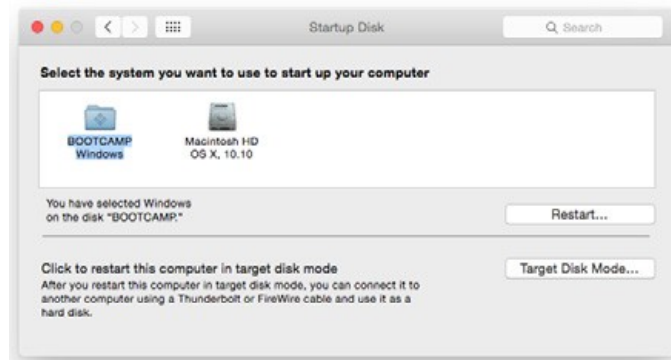 Startup Disk
Search
Select the system you want to use to start up your computer
BOOTCAMP
Windows
Macintosh HD
OS X, 10.10
You have selected Windows
on the disk "BOOTCAMP."
Restart...
Click to restart this computer in target disk mode
Target Disk Mode...
After you restart this computer in target disk mode, you can connect it to
another computer using a Thunderbolt or FireWire cable and use it as a
hard disk.